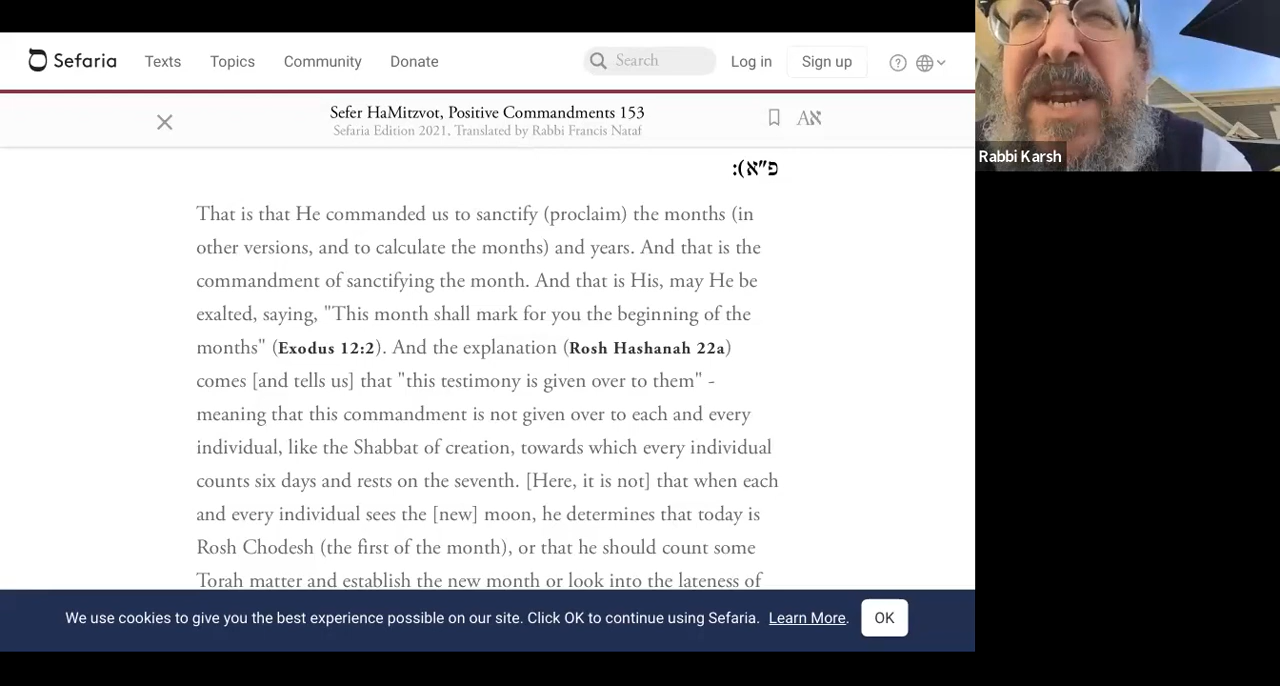 Sefaria Texts Topics Community Donate Search Log in Sign up
Sefer HaMitzvot, Positive Commandments 153
Sefaria Edition 2021, Translated by Rabbi Francis Nataf
Rabbi Karsh
פ״א):
That is that He commanded us to sanctify (proclaim) the months (in
other versions, and to calculate the months) and years. And that is the
commandment of sanctifying the month. And that is His, may He be
exalted, saying, "This month shall mark for you the beginning of the
months" (Exodus 12:2). And the explanation (Rosh Hashanah 22a)
comes [and tells us] that "this testimony is given over to them" -
meaning that this commandment is not given over to each and every
individual, like the Shabbat of creation, towards which every individual
counts six days and rests on the seventh. [Here, it is not] that when each
and every individual sees the [new] moon, he determines that today is
Rosh Chodesh (the first of the month), or that he should count some
Torah matter and establish the new month or look into the lateness of
We use cookies to give you the best experience possible on our site. Click OK to continue using Sefaria. Learn More. OK